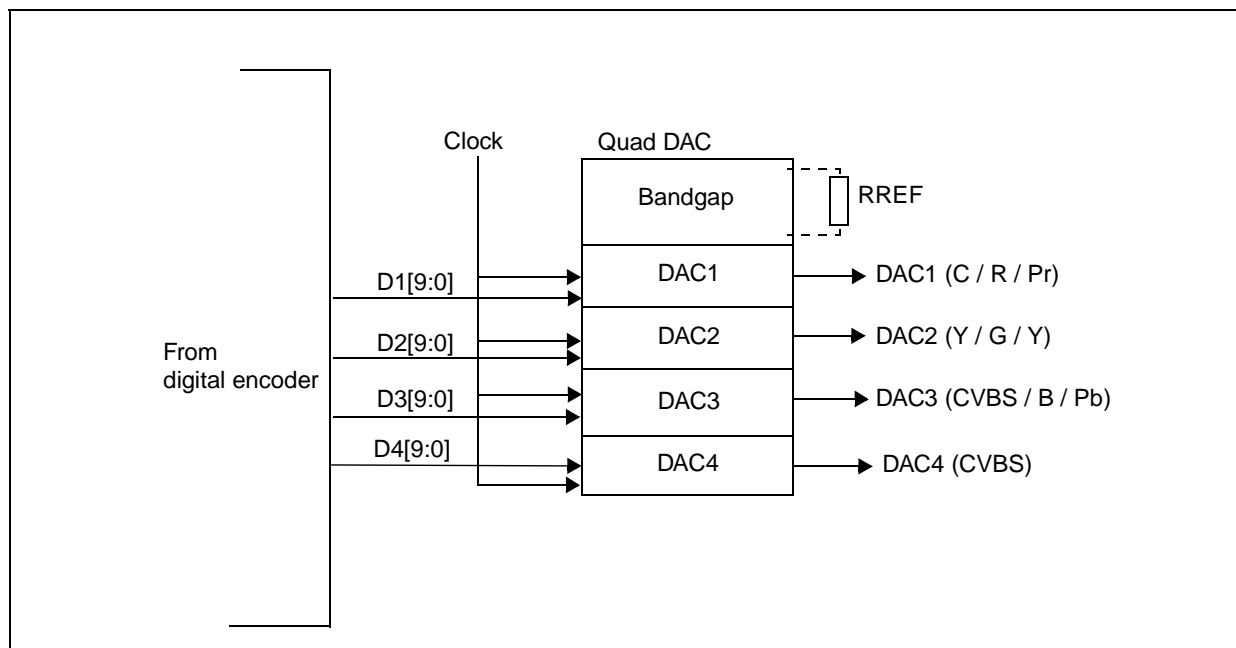 Clock
Quad DAC
Bandgap
RREF
D1[9:0]
DAC1
DAC1 (C / R / Pr)
D2[9:0]
DAC2
DAC2 (Y / G / Y)
From
digital encoder
D3[9:0]
DAC3
DAC3 (CVBS / B / Pb)
D4[9:0]
DAC4
DAC4 (CVBS)